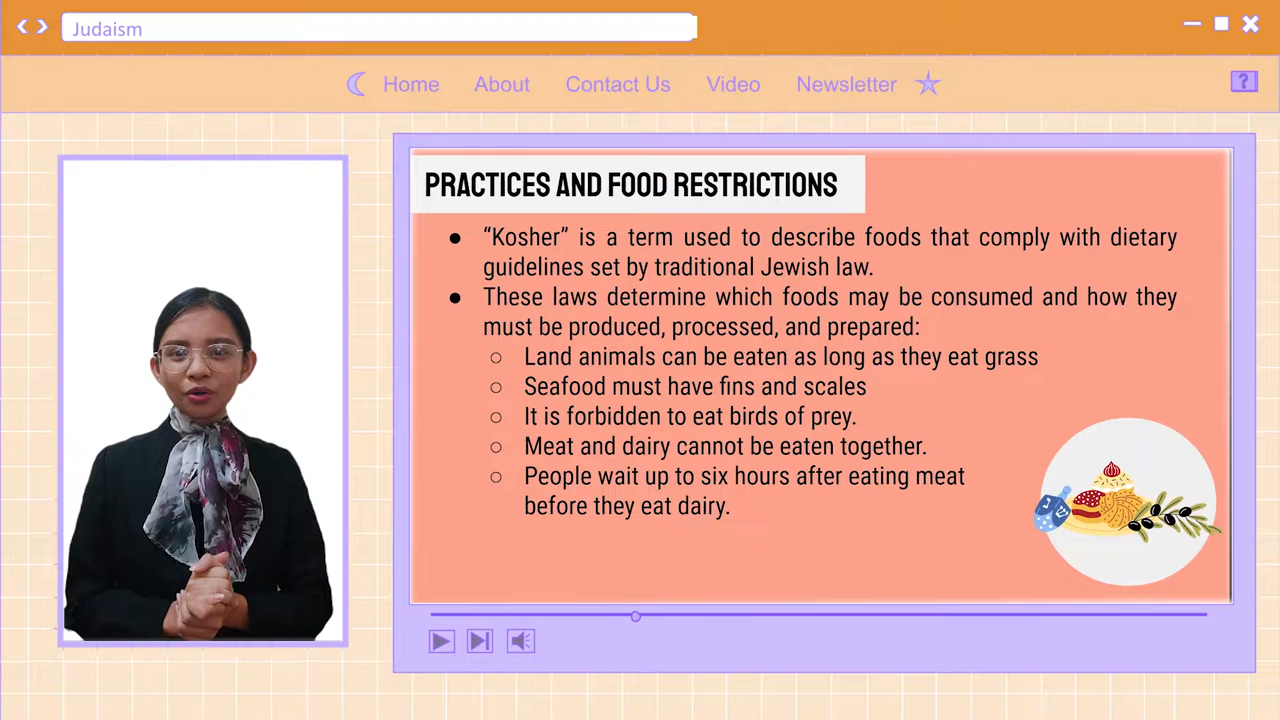 Judaism
Home About Contact Us Video Newsletter
?
PRACTICES AND FOOD RESTRICTIONS
● “Kosher” is a term used to describe foods that comply with dietary
guidelines set by traditional Jewish law.
● These laws determine which foods may be consumed and how they
must be produced, processed, and prepared:
○ Land animals can be eaten as long as they eat grass
○ Seafood must have fins and scales
○ It is forbidden to eat birds of prey.
○ Meat and dairy cannot be eaten together.
○ People wait up to six hours after eating meat
before they eat dairy.